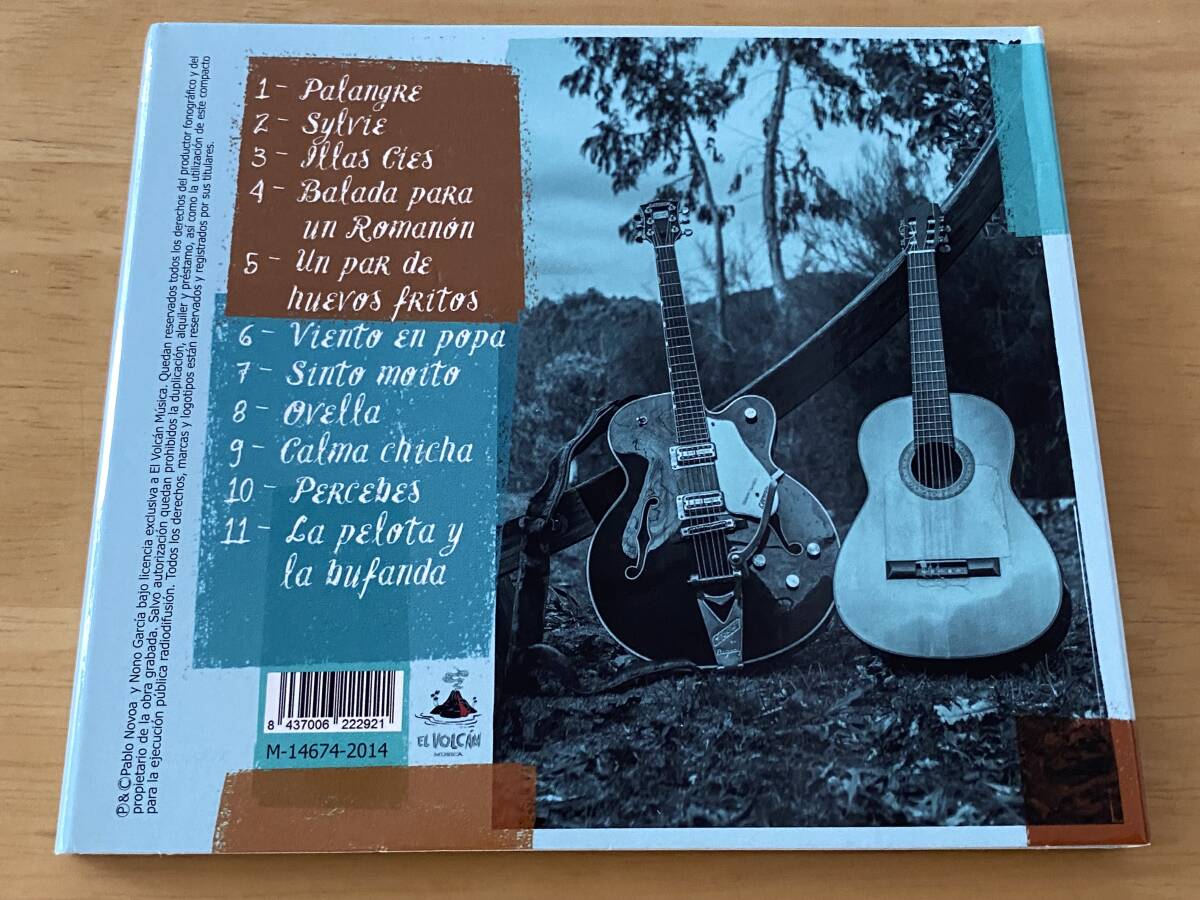 1 - Palangre
2 - Sylvie
3 - Illas Cíes
4 - Balada para
un Romanón
5 - Un par de
huevos fritos
6 - Viento en popa
7 - Sinto moito
8 - Ovella
9 - Calma chicha
10 - Percebes
11 - La pelota y
la bufanda
8 437006 222921
M-14674-2014
EL VOLCÁN
MÚSICA
℗&©Pablo Novoa y Nono García bajo licencia exclusiva a El Volcán Música. Quedan reservados todos los derechos del productor fonográfico y del
propietario de la obra grabada. Salvo autorización quedan prohibidos la duplicación, alquiler y préstamo, así como la utilización de este compacto
para la ejecución pública radiodifusión. Todos los derechos, marcas y logotipos están reservados y registrados por sus titulares.